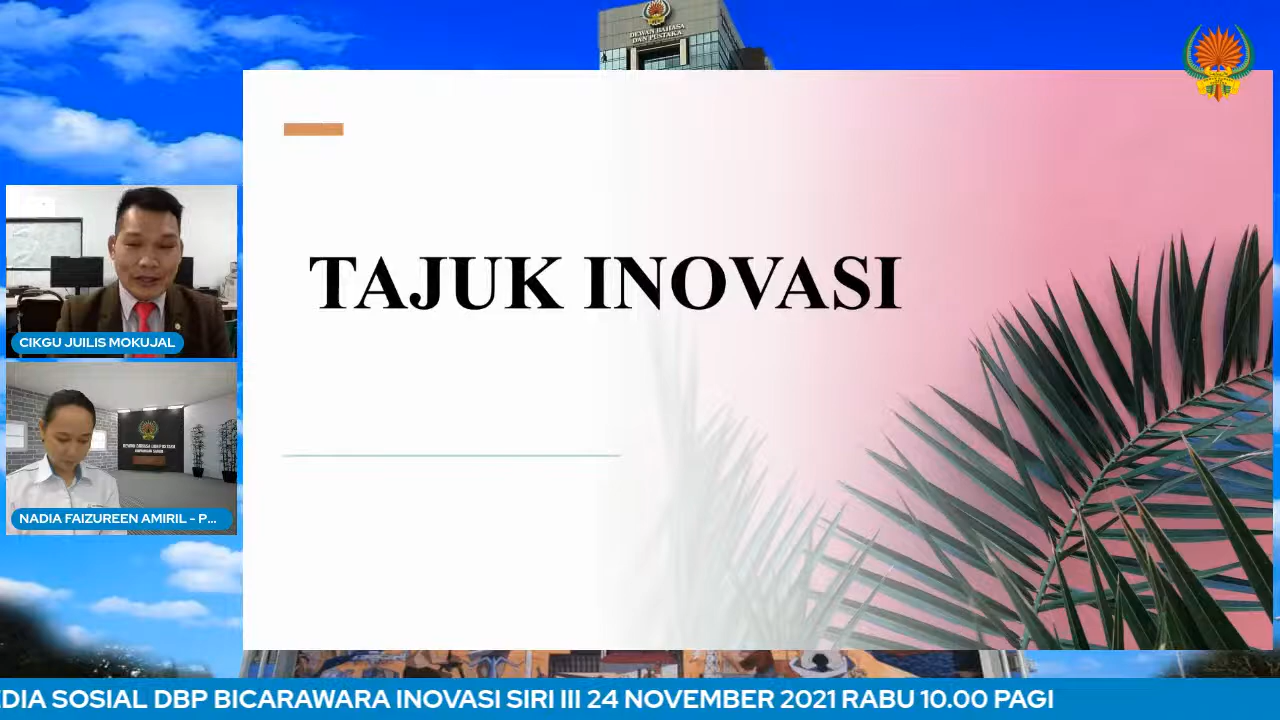 DEWAN BAHASA
DAN PUSTAKA
TAJUK INOVASI
CIKGU JUILIS MOKUJAL
NADIA FAIZUREEN AMIRIL - P...
EDIA SOSIAL DBP BICARAWARA INOVASI SIRI III 24 NOVEMBER 2021 RABU 10.00 PAGI